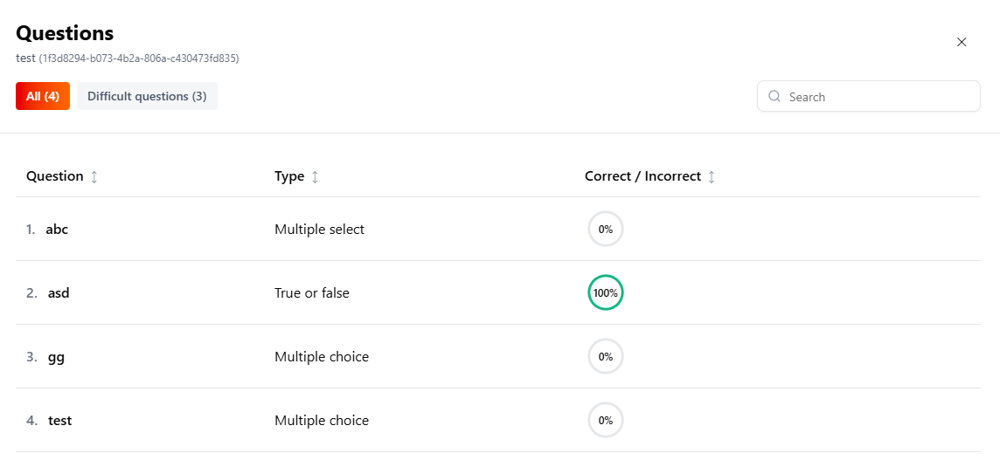 Questions
test (1f3d8294-b073-4b2a-806a-c430473fd835)
All (4) Difficult questions (3) Search
Question Type Correct / Incorrect
1. abc Multiple select 0%
2. asd True or false 100%
3. gg Multiple choice 0%
4. test Multiple choice 0%